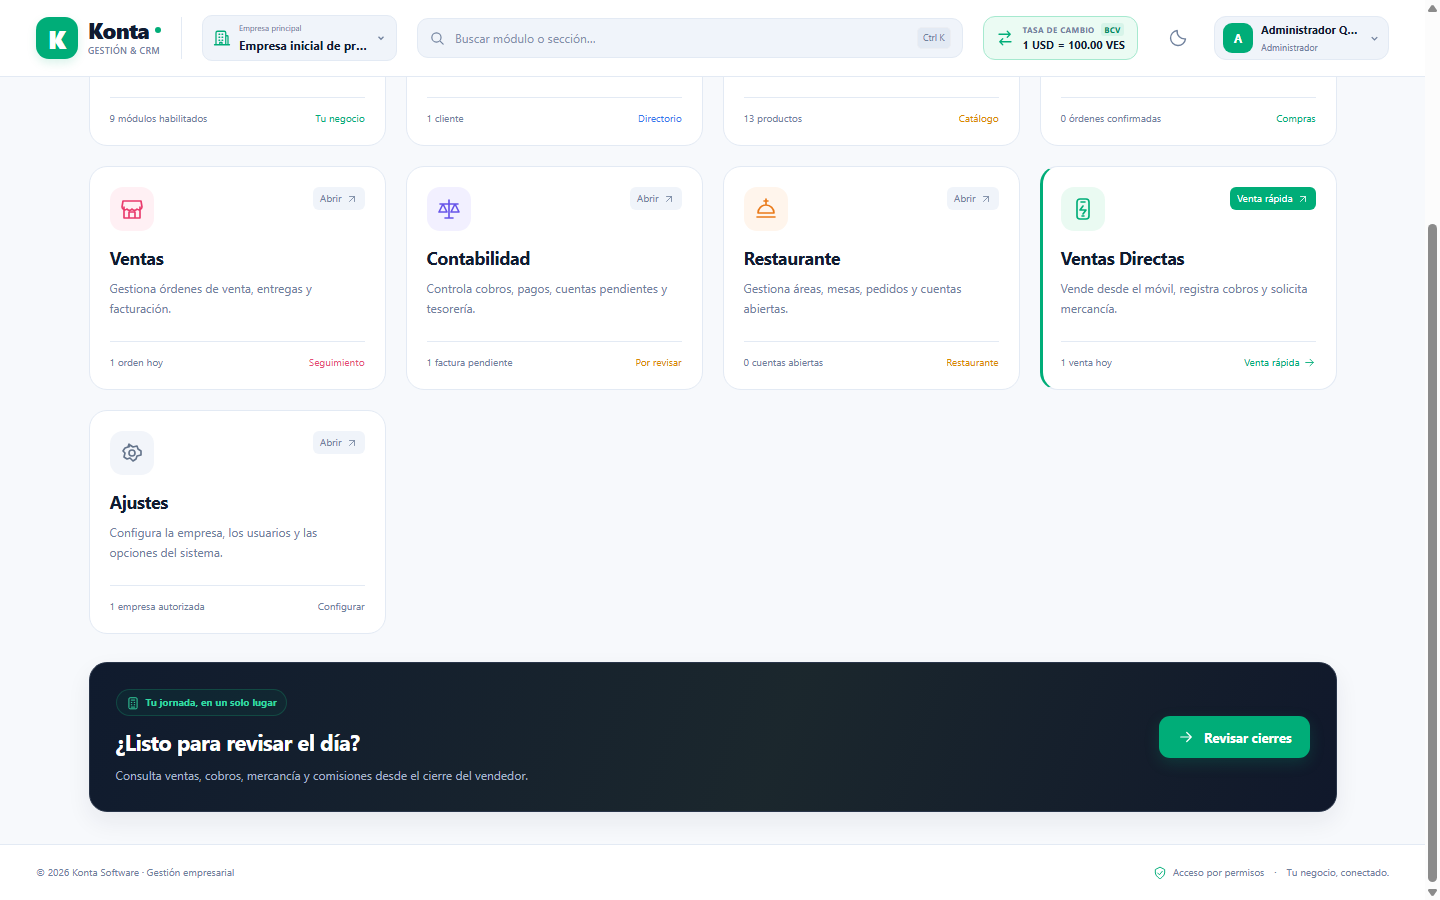 K
Konta
GESTIÓN & CRM
Empresa principal
Empresa inicial de pr...
Buscar módulo o sección...
Ctrl K
TASA DE CAMBIO BCV
1 USD = 100.00 VES
A
Administrador Q...
Administrador
9 módulos habilitados
Tu negocio
1 cliente
Directorio
13 productos
Catálogo
0 órdenes confirmadas
Compras
Abrir
Ventas
Gestiona órdenes de venta, entregas y
facturación.
1 orden hoy
Seguimiento
Abrir
Contabilidad
Controla cobros, pagos, cuentas pendientes y
tesorería.
1 factura pendiente
Por revisar
Abrir
Restaurante
Gestiona áreas, mesas, pedidos y cuentas
abiertas.
0 cuentas abiertas
Restaurante
Venta rápida
Ventas Directas
Vende desde el móvil, registra cobros y solicita
mercancía.
1 venta hoy
Venta rápida →
Abrir
Ajustes
Configura la empresa, los usuarios y las
opciones del sistema.
1 empresa autorizada
Configurar
Tu jornada, en un solo lugar
¿Listo para revisar el día?
Consulta ventas, cobros, mercancía y comisiones desde el cierre del vendedor.
→ Revisar cierres
© 2026 Konta Software · Gestión empresarial
Acceso por permisos · Tu negocio, conectado.